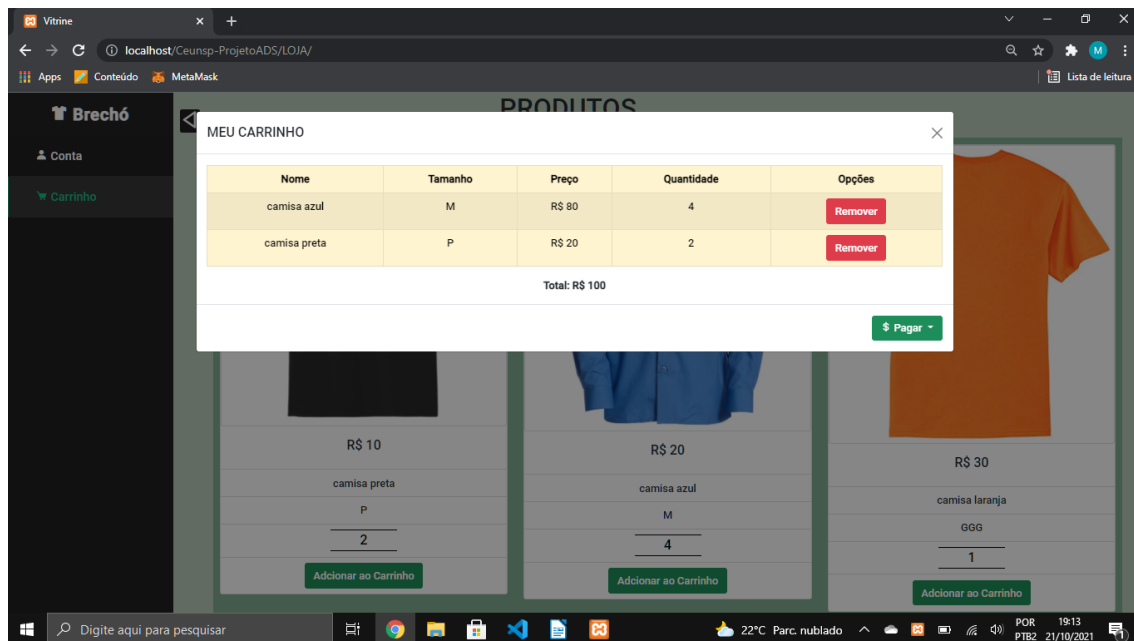 Vitrine
localhost/Ceunsp-ProjetoADS/LOJA/
M
Apps Conteúdo MetaMask Lista de leitura
Brechó
PRODUTOS
Conta
Carrinho
MEU CARRINHO
Nome Tamanho Preço Quantidade Opções
camisa azul M R$ 80 4 Remover
camisa preta P R$ 20 2 Remover
Total: R$ 100
$ Pagar
R$ 10 R$ 20 R$ 30
camisa preta camisa azul camisa laranja
P M GGG
2 4 1
Adcionar ao Carrinho Adcionar ao Carrinho Adcionar ao Carrinho
Digite aqui para pesquisar 22°C Parc. nublado POR 19:13
PTB2 21/10/2021